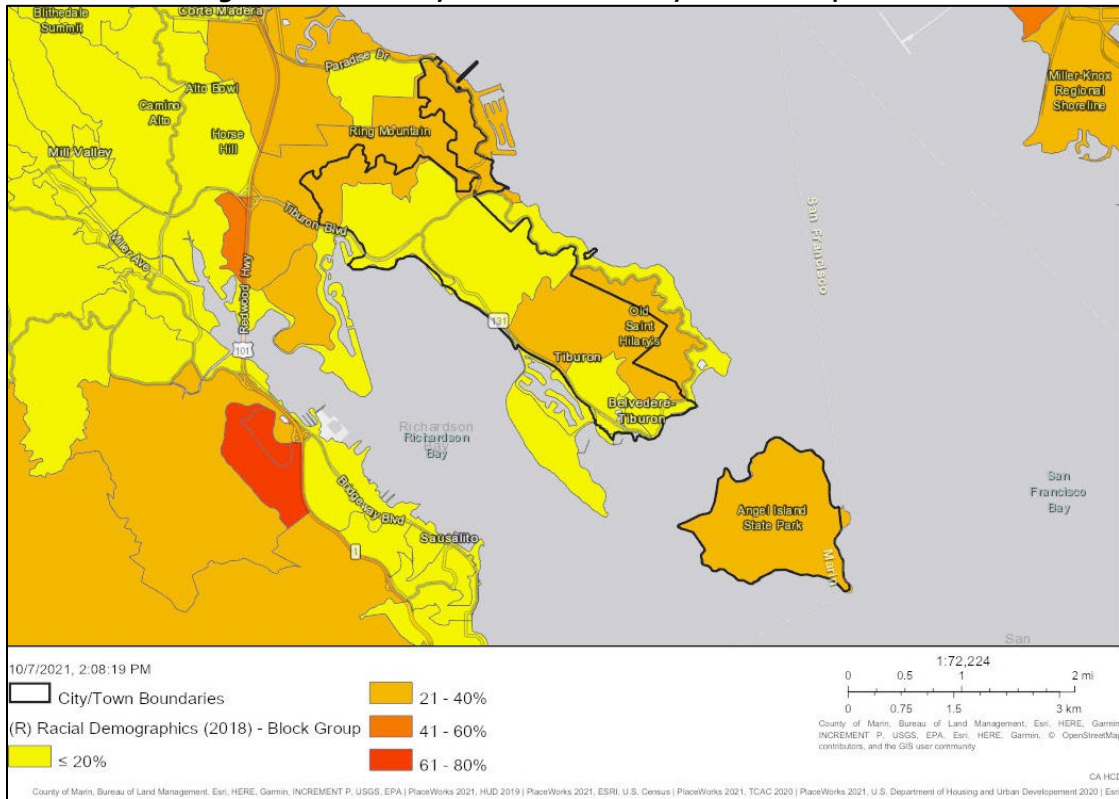 Blithedale
Summit
Corte Madera
Paradise Dr
Miller-Knox
Regional
Shoreline
Alto Bowl
Camino
Alto
Ring Mountain
Horse
Hill
Mill Valley
Tiburon Blvd
Miller Ave
Redwood Hwy
San Francisco
101
131
Old
Saint
Hilary's
Tiburon
Belvedere-
Tiburon
Richardson
Bay
Richardson
Bay
Bridgeway Blvd
Sausalito
1
Angel Island
State Park
Marin
San
Francisco
Bay
San
10/7/2021, 2:08:19 PM
City/Town Boundaries
(R) Racial Demographics (2018) - Block Group
≤ 20%
21 - 40%
41 - 60%
61 - 80%
1:72,224
0 0.5 1 2 mi
0 0.75 1.5 3 km
County of Marin, Bureau of Land Management, Esri, HERE, Garmin,
INCREMENT P, USGS, EPA, Esri, HERE, Garmin, © OpenStreetMap
contributors, and the GIS user community
CA HCD
County of Marin, Bureau of Land Management, Esri, HERE, Garmin, INCREMENT P, USGS, EPA | PlaceWorks 2021, HUD 2019 | PlaceWorks 2021, ESRI, U.S. Census | PlaceWorks 2021, TCAC 2020 | PlaceWorks 2021, U.S. Department of Housing and Urban Developement 2020 | Esri